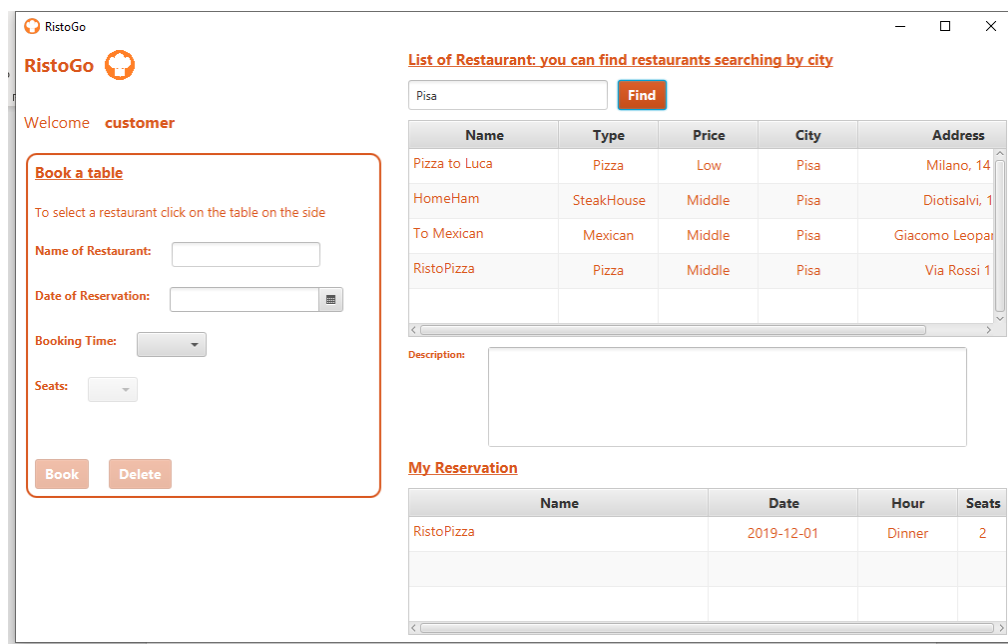 RistoGo
RistoGo
Welcome customer
Book a table
To select a restaurant click on the table on the side
Name of Restaurant:
Date of Reservation:
Booking Time:
Seats:
Book Delete
List of Restaurant: you can find restaurants searching by city
Pisa Find
Name Type Price City Address
Pizza to Luca Pizza Low Pisa Milano, 14
HomeHam SteakHouse Middle Pisa Diotisalvi, 1
To Mexican Mexican Middle Pisa Giacomo Leopar
RistoPizza Pizza Middle Pisa Via Rossi 1
Description:
My Reservation
Name Date Hour Seats
RistoPizza 2019-12-01 Dinner 2